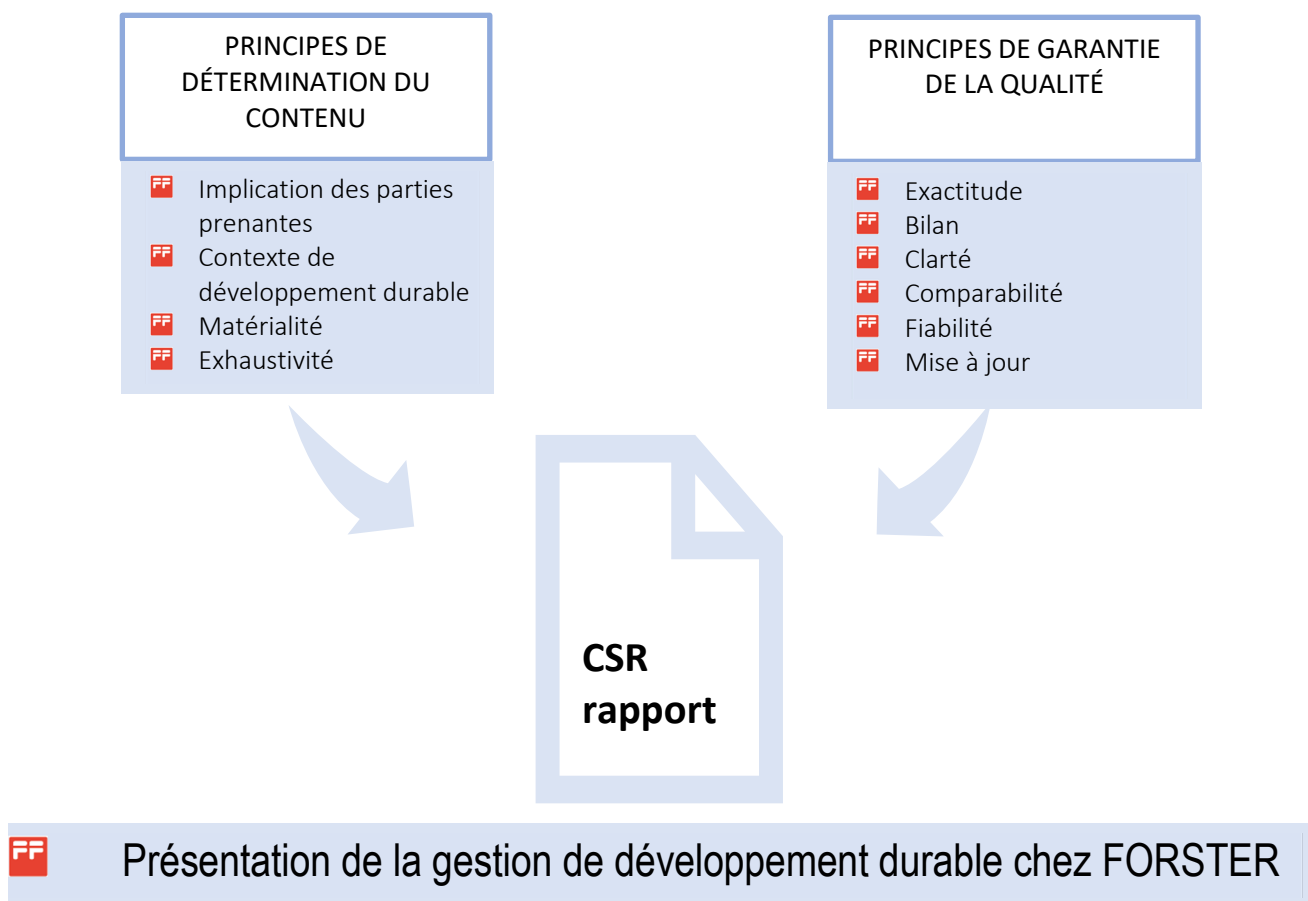 PRINCIPES DE
DÉTERMINATION DU
CONTENU
Implication des parties
prenantes
Contexte de
développement durable
Matérialité
Exhaustivité
PRINCIPES DE GARANTIE
DE LA QUALITÉ
Exactitude
Bilan
Clarté
Comparabilité
Fiabilité
Mise à jour
CSR
rapport
Présentation de la gestion de développement durable chez FORSTER